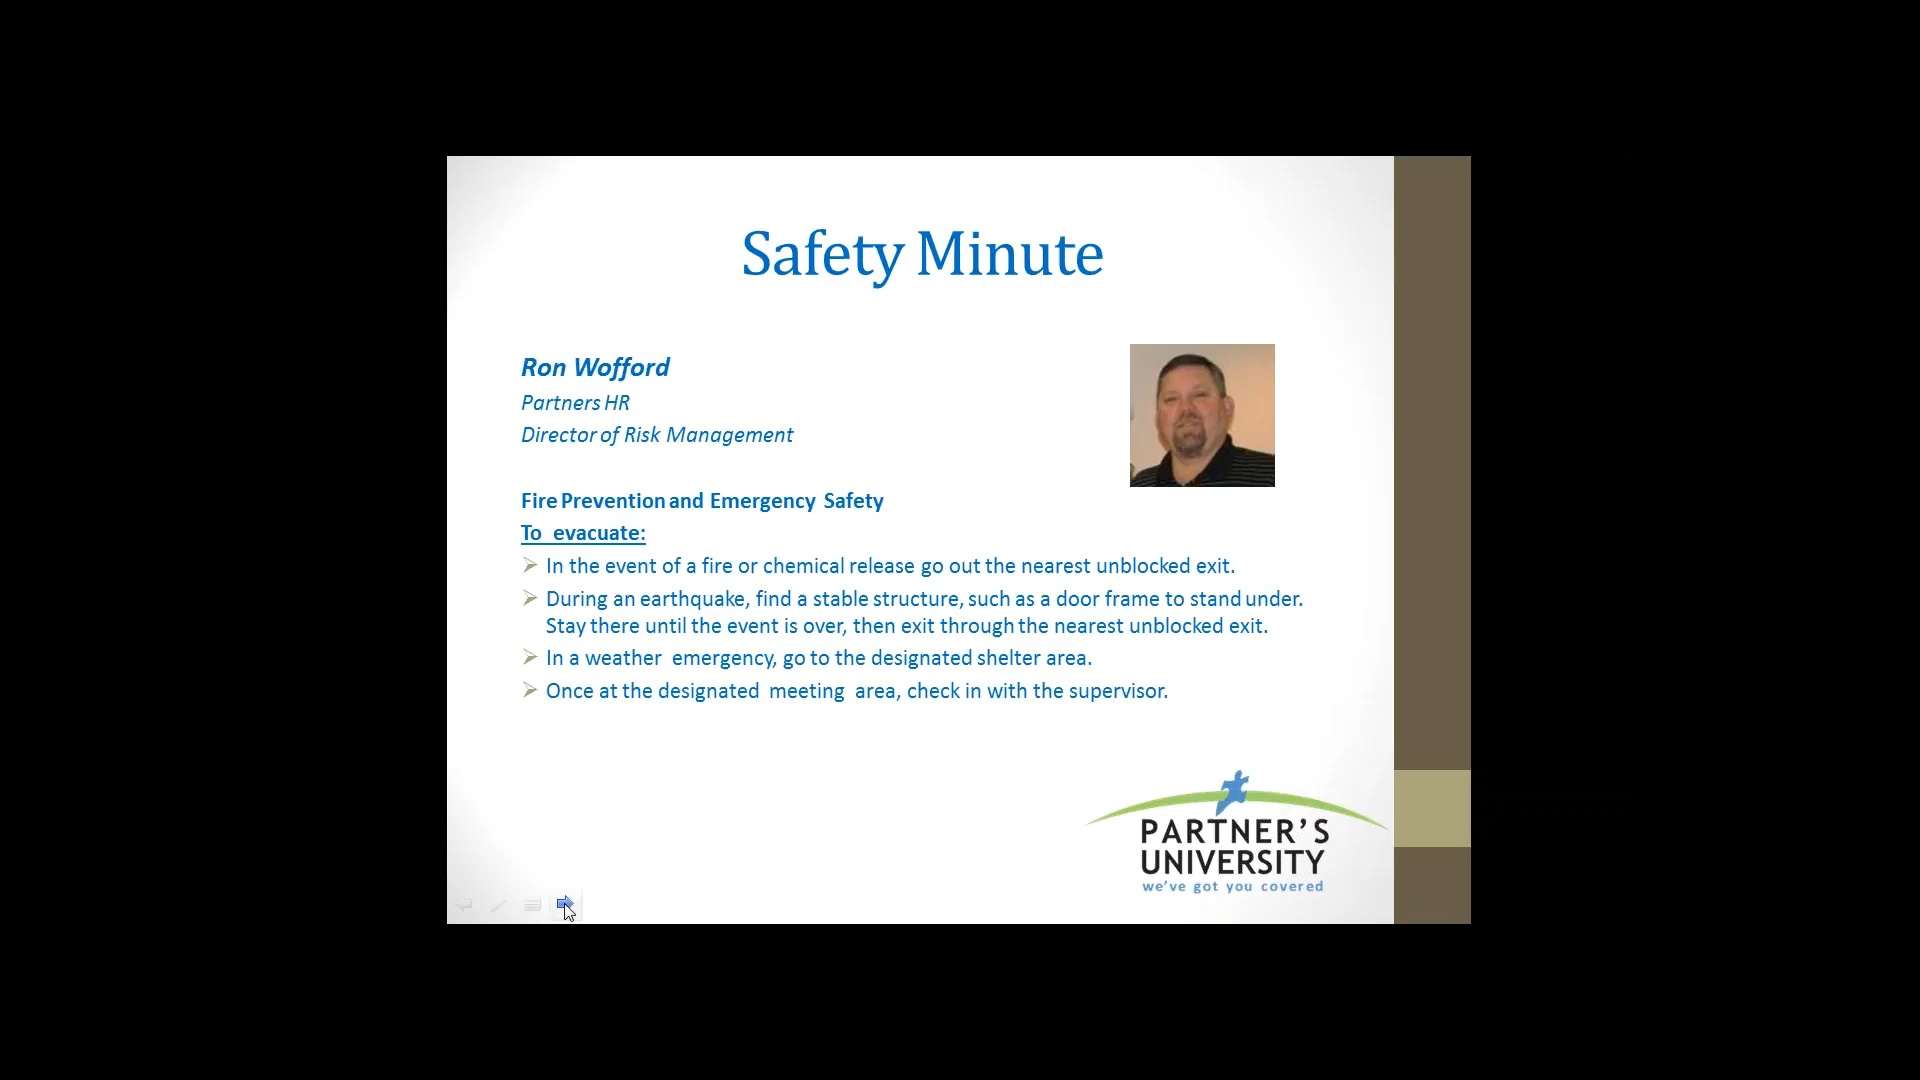 Safety Minute
Ron Wofford
Partners HR
Director of Risk Management
Fire Prevention and Emergency Safety
To evacuate:
In the event of a fire or chemical release go out the nearest unblocked exit.
During an earthquake, find a stable structure, such as a door frame to stand under.
Stay there until the event is over, then exit through the nearest unblocked exit.
In a weather emergency, go to the designated shelter area.
Once at the designated meeting area, check in with the supervisor.
PARTNER'S
UNIVERSITY
we've got you covered